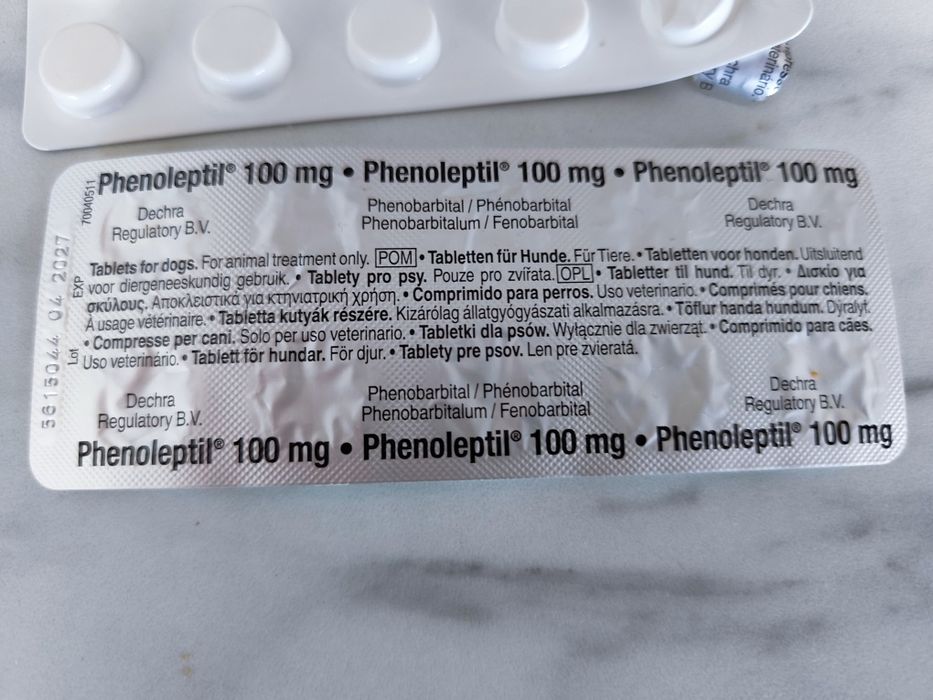 Phenoleptil® 100 mg • Phenoleptil® 100 mg • Phenoleptil® 100 mg
70040511
Dechra
Regulatory B.V.
Phenobarbital / Phénobarbital
Phenobarbitalum / Fenobarbital
Dechra
Regulatory B.V.
Tablets for dogs. For animal treatment only. POM • Tabletten für Hunde. Für Tiere. • Tabletten voor honden. Uitsluitend
voor diergeneeskundig gebruik. • Tablety pro psy. Pouze pro zvířata. OPL • Tabletter til hund. Til dyr. • Δισκίο για
σκύλους. Αποκλειστικά για κτηνιατρική χρήση. • Comprimido para perros. Uso veterinario. • Comprimés pour chiens.
À usage vétérinaire. • Tabletta kutyák részére. Kizárólag állatgyógyászati alkalmazásra. • Töflur handa hundum. Dýralyf.
• Compresse per cani. Solo per uso veterinario. • Tabletki dla psów. Wyłącznie dla zwierząt. • Comprimido para cães.
Uso veterinário. • Tablett för hundar. För djur. • Tablety pre psov. Len pre zvieratá.
EXP 04 2027
Lot 5615044
Dechra
Regulatory B.V.
Phenobarbital / Phénobarbital
Phenobarbitalum / Fenobarbital
Dechra
Regulatory B.V.
Phenoleptil® 100 mg • Phenoleptil® 100 mg • Phenoleptil® 100 mg